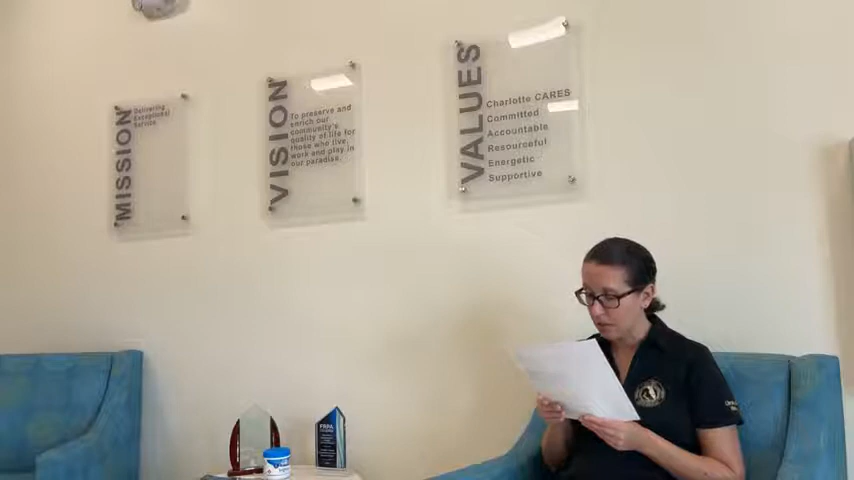 MISSION
Delivering
Exceptional
Service
VISION
To preserve and
enrich our
community's
quality of life for
those who live,
work and play in
our paradise.
VALUES
Charlotte CARES
Committed
Accountable
Resourceful
Energetic
Supportive